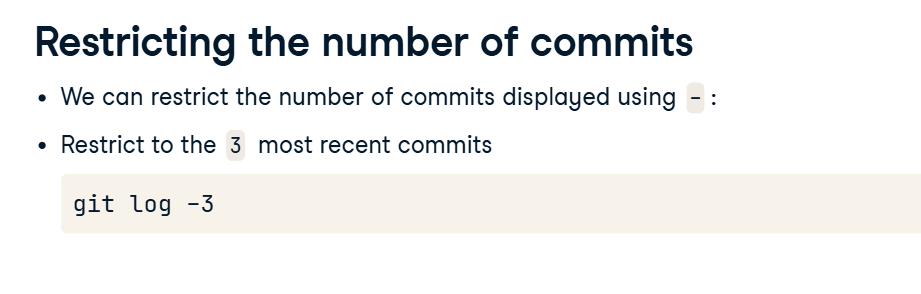 Restricting the number of commits
• We can restrict the number of commits displayed using - :
• Restrict to the 3 most recent commits
git log -3